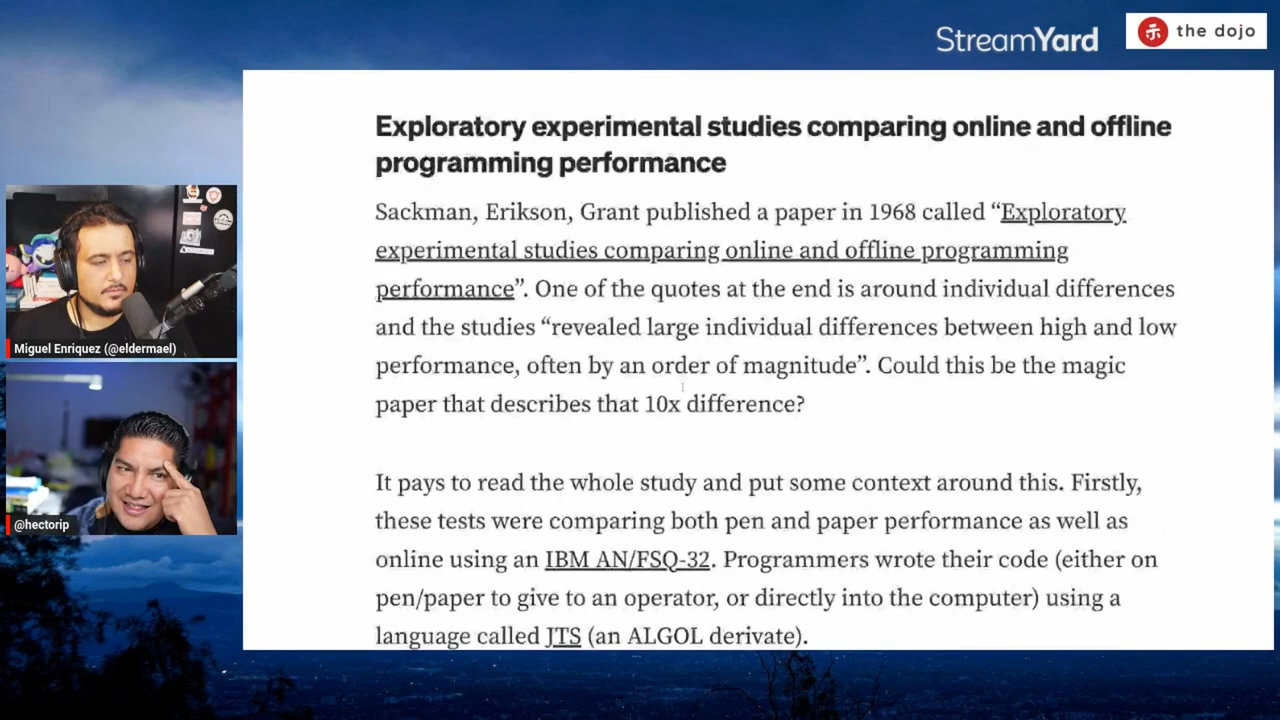 StreamYard
the dojo
Exploratory experimental studies comparing online and offline
programming performance
Sackman, Erikson, Grant published a paper in 1968 called “Exploratory
experimental studies comparing online and offline programming
performance”. One of the quotes at the end is around individual differences
and the studies “revealed large individual differences between high and low
performance, often by an order of magnitude”. Could this be the magic
paper that describes that 10x difference?
It pays to read the whole study and put some context around this. Firstly,
these tests were comparing both pen and paper performance as well as
online using an IBM AN/FSQ-32. Programmers wrote their code (either on
pen/paper to give to an operator, or directly into the computer) using a
language called JTS (an ALGOL derivate).
Miguel Enriquez (@eldermael)
@hectorip